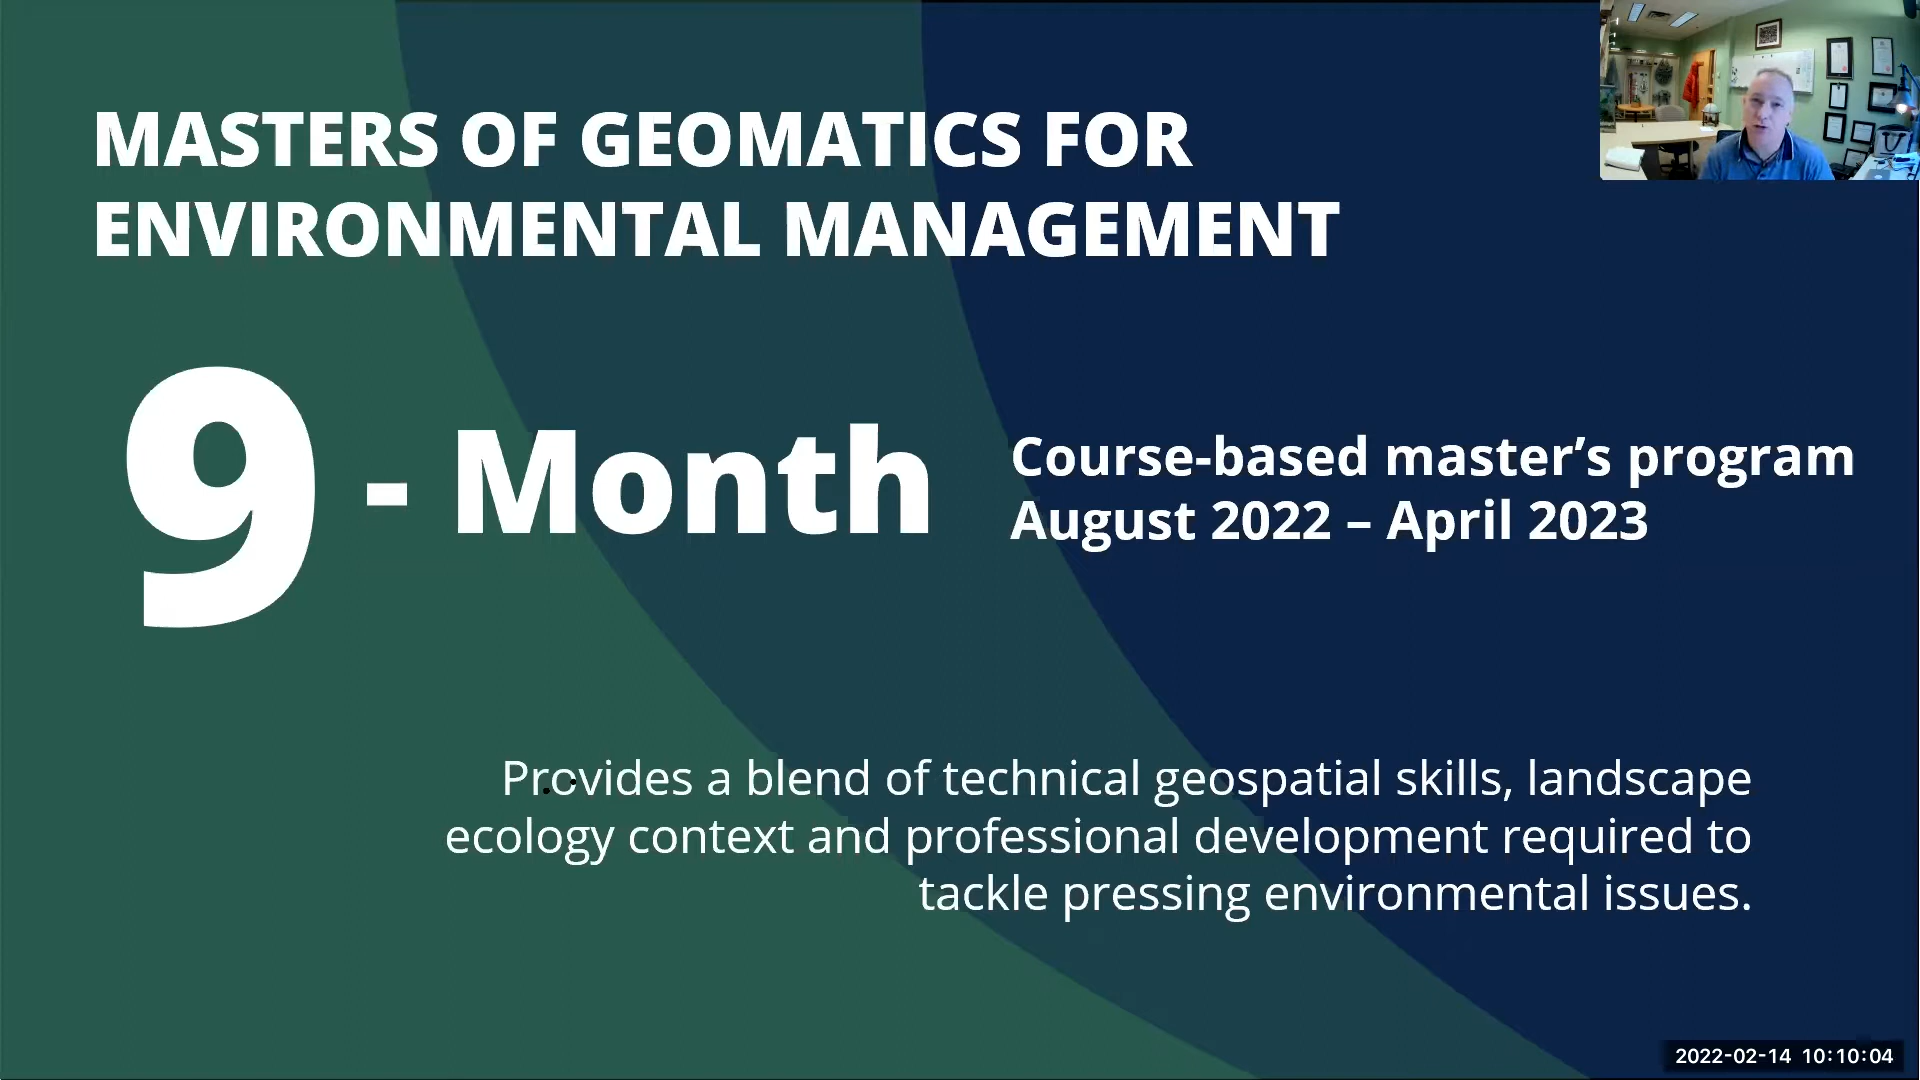 MASTERS OF GEOMATICS FOR
ENVIRONMENTAL MANAGEMENT
9 - Month
Course-based master’s program
August 2022 – April 2023
Provides a blend of technical geospatial skills, landscape
ecology context and professional development required to
tackle pressing environmental issues.
2022-02-14 10:10:04